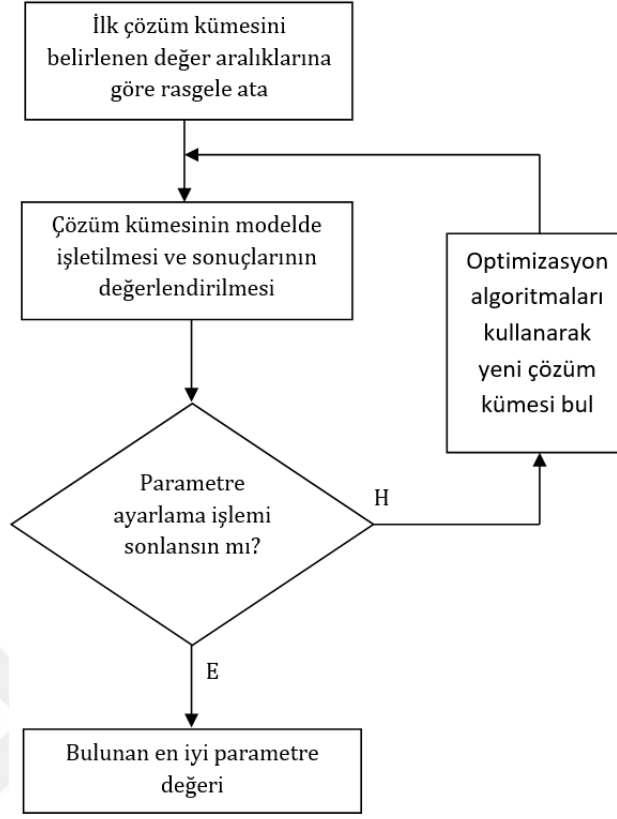 İlk çözüm kümesini
belirlenen değer aralıklarına
göre rasgele ata
Çözüm kümesinin modelde
işletilmesi ve sonuçlarının
değerlendirilmesi
Optimizasyon
algoritmaları
kullanarak
yeni çözüm
kümesi bul
Parametre
ayarlama işlemi
sonlansın mı?
H
E
Bulunan en iyi parametre
değeri